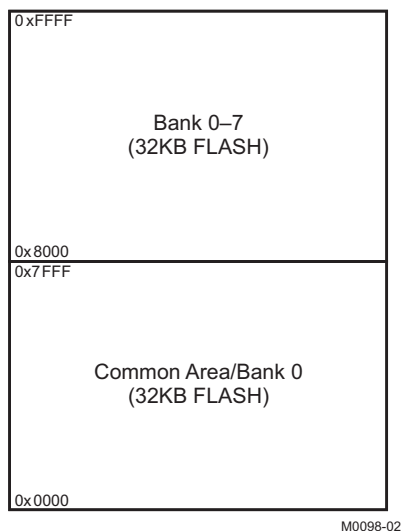 0xFFFF
Bank 0–7
(32KB FLASH)
0x8000
0x7FFF
Common Area/Bank 0
(32KB FLASH)
0x0000
M0098-02